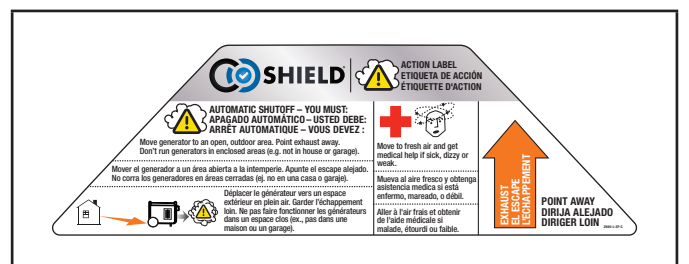 CO SHIELD
ACTION LABEL
ETIQUETA DE ACCIÓN
ÉTIQUETTE D'ACTION
AUTOMATIC SHUTOFF – YOU MUST:
APAGADO AUTOMÁTICO – USTED DEBE:
ARRÊT AUTOMATIQUE – VOUS DEVEZ :
Move generator to an open, outdoor area. Point exhaust away.
Don't run generators in enclosed areas (e.g. not in house or garage).
Mover el generador a un área abierta a la intemperie. Apunte el escape alejado.
No corra los generadores en áreas cerradas (ej. no en una casa o garaje).
Déplacer le générateur vers un espace
extérieur en plein air. Garder l'échappement
loin. Ne pas faire fonctionner les générateurs
dans un espace clos (ex., pas dans une
maison ou un garage).
Move to fresh air and get
medical help if sick, dizzy or
weak.
Mueva al aire fresco y obtenga
asistencia medica si está
enfermo, mareado, o débil.
Aller à l'air frais et obtenir
de l'aide médicale si
malade, étourdi ou faible.
EXHAUST
EL ESCAPE
L'ECHAPPEMENT
POINT AWAY
DIRIJA ALEJADO
DIRIGER LOIN